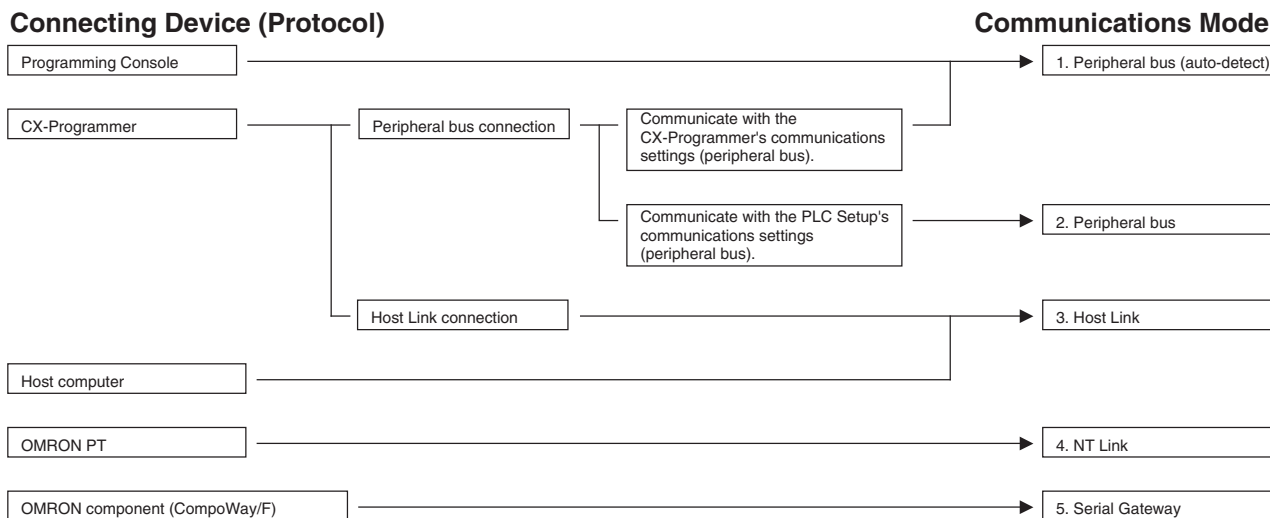 Connecting Device (Protocol)
Communications Mode
Programming Console
1. Peripheral bus (auto-detect)
CX-Programmer
Peripheral bus connection
Communicate with the
CX-Programmer's communications
settings (peripheral bus).
Communicate with the PLC Setup's
communications settings
(peripheral bus).
2. Peripheral bus
Host Link connection
3. Host Link
Host computer
OMRON PT
4. NT Link
OMRON component (CompoWay/F)
5. Serial Gateway